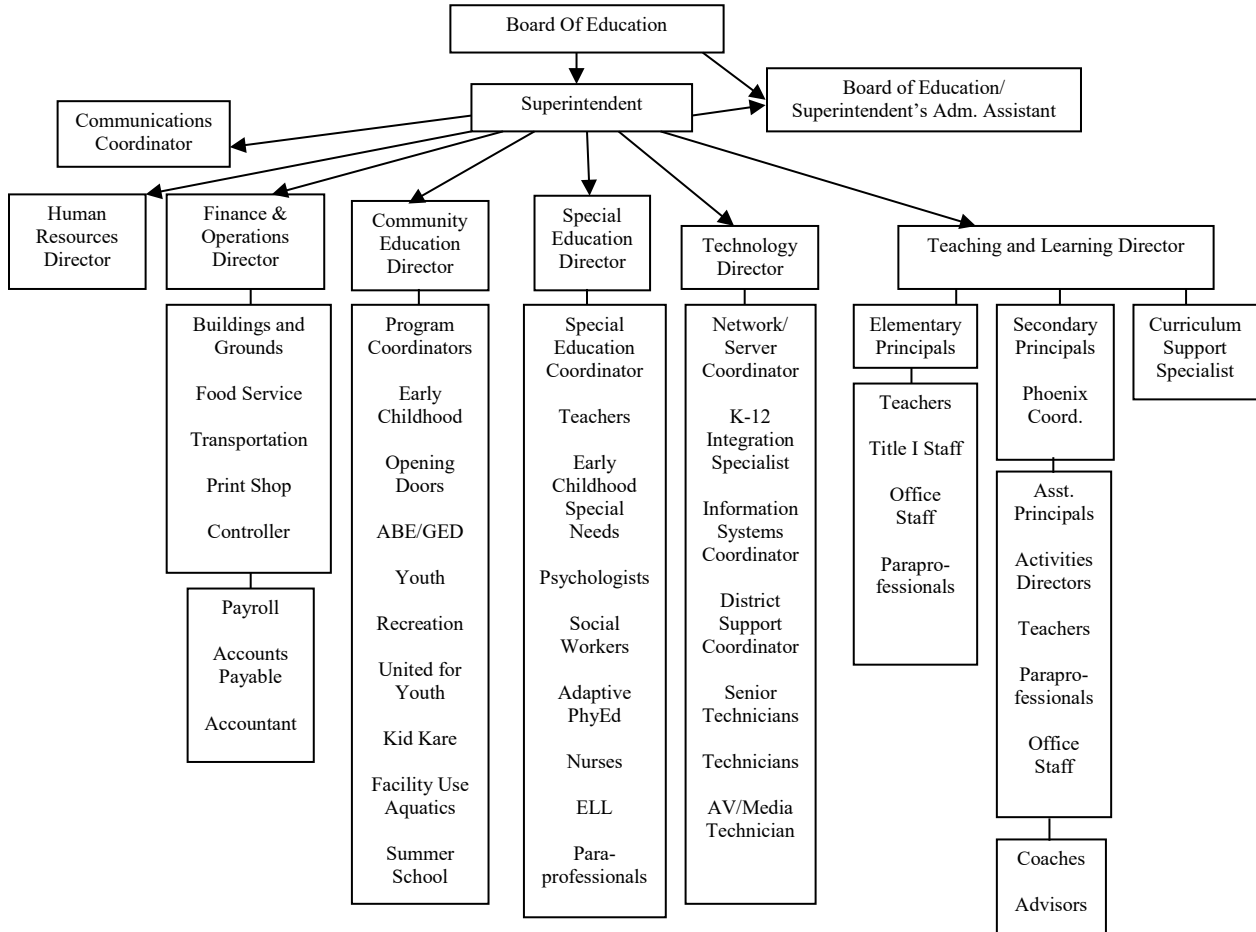 Board Of Education
Superintendent
Board of Education/
Superintendent's Adm. Assistant
Communications
Coordinator
Human
Resources
Director
Finance &
Operations
Director
Community
Education
Director
Special
Education
Director
Technology
Director
Teaching and Learning Director
Buildings and
Grounds
Food Service
Transportation
Print Shop
Controller
Payroll
Accounts
Payable
Accountant
Program
Coordinators
Early
Childhood
Opening
Doors
ABE/GED
Youth
Recreation
United for
Youth
Kid Kare
Facility Use
Aquatics
Summer
School
Special
Education
Coordinator
Teachers
Early
Childhood
Special
Needs
Psychologists
Social
Workers
Adaptive
PhyEd
Nurses
ELL
Para-
professionals
Network/
Server
Coordinator
K-12
Integration
Specialist
Information
Systems
Coordinator
District
Support
Coordinator
Senior
Technicians
Technicians
AV/Media
Technician
Elementary
Principals
Teachers
Title I Staff
Office
Staff
Parapro-
fessionals
Secondary
Principals
Phoenix
Coord.
Asst.
Principals
Activities
Directors
Teachers
Parapro-
fessionals
Office
Staff
Coaches
Advisors
Curriculum
Support
Specialist